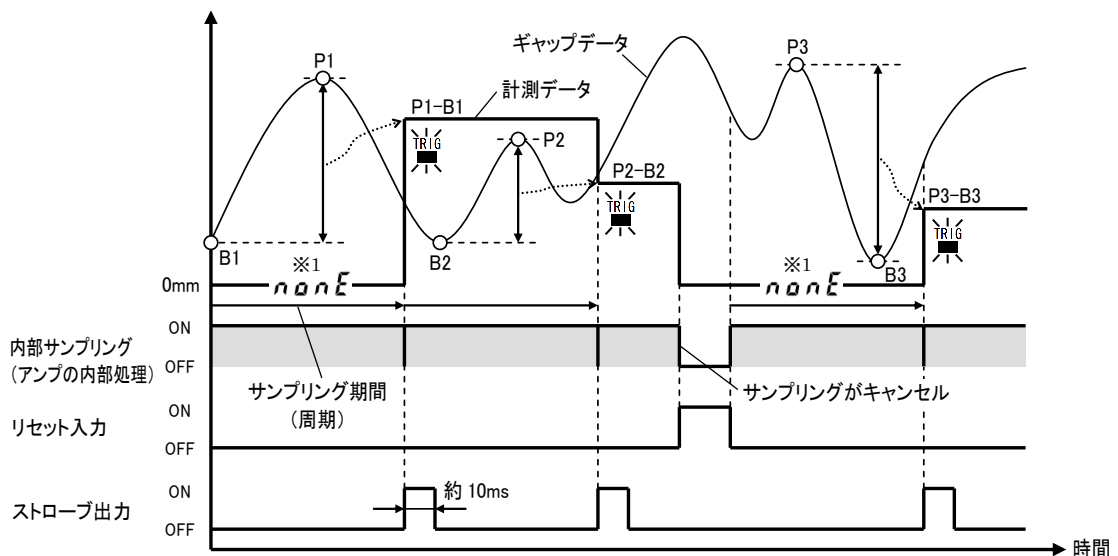 ギャップデータ
P1
P3
計測データ
P1-B1
TRIG
P2
P2-B2
TRIG
P3-B3
TRIG
B1
B2
B3
※1
※1
0mm
nonE
nonE
ON
内部サンプリング
(アンプの内部処理)
OFF
サンプリング期間
(周期)
サンプリングがキャンセル
ON
リセット入力
OFF
ON
約 10ms
ストローブ出力
OFF
時間